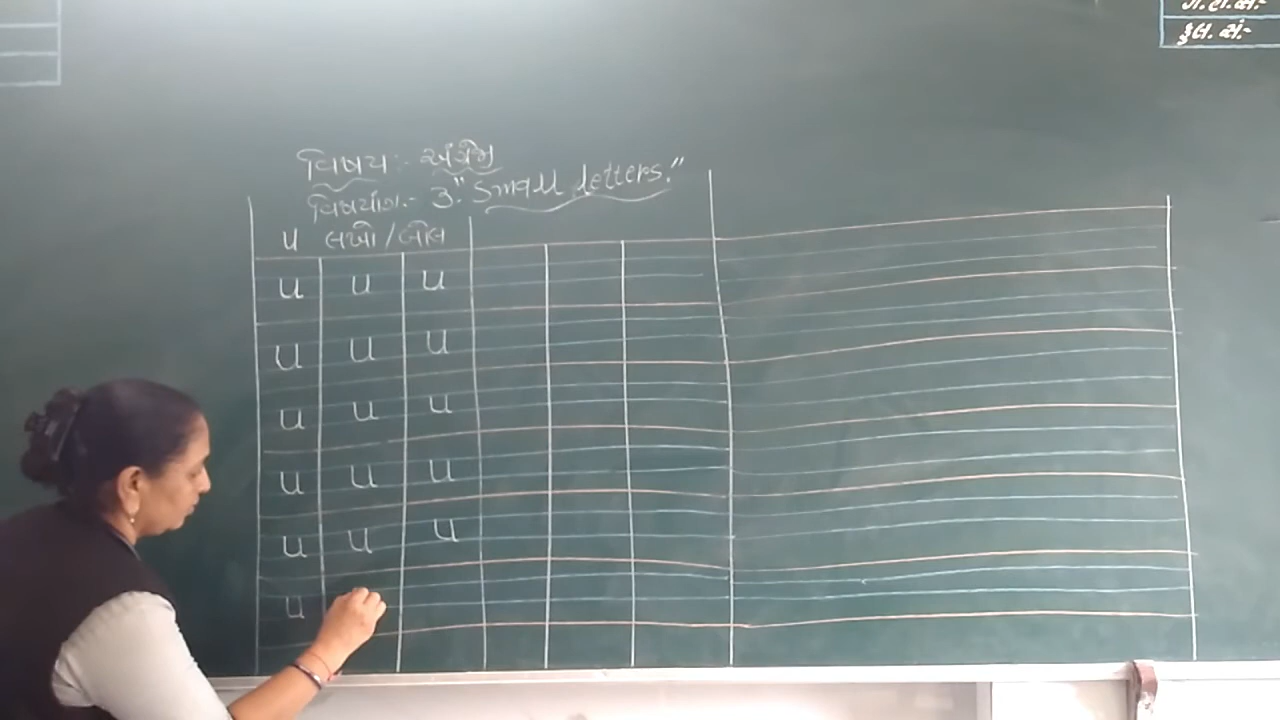 ગે.હા.સં:-
કુલ. સં:-
વિષય:- અંગ્રેજી
વિષયાંગ:- 3." Small letters."
u લખો / બોલ
u u u
u u u
u u u
u u u
u u u
u